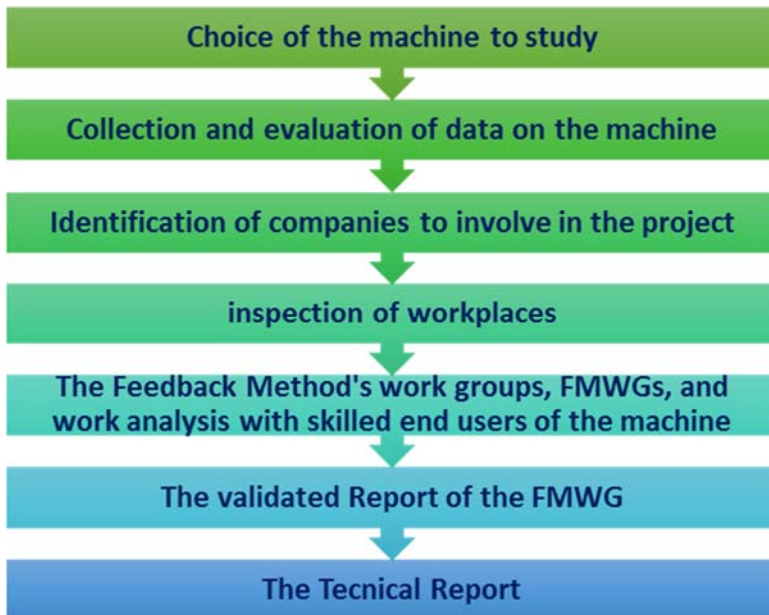 Choice of the machine to study
Collection and evaluation of data on the machine
Identification of companies to involve in the project
inspection of workplaces
The Feedback Method's work groups, FMWGs, and
work analysis with skilled end users of the machine
The validated Report of the FMWG
The Tecnical Report